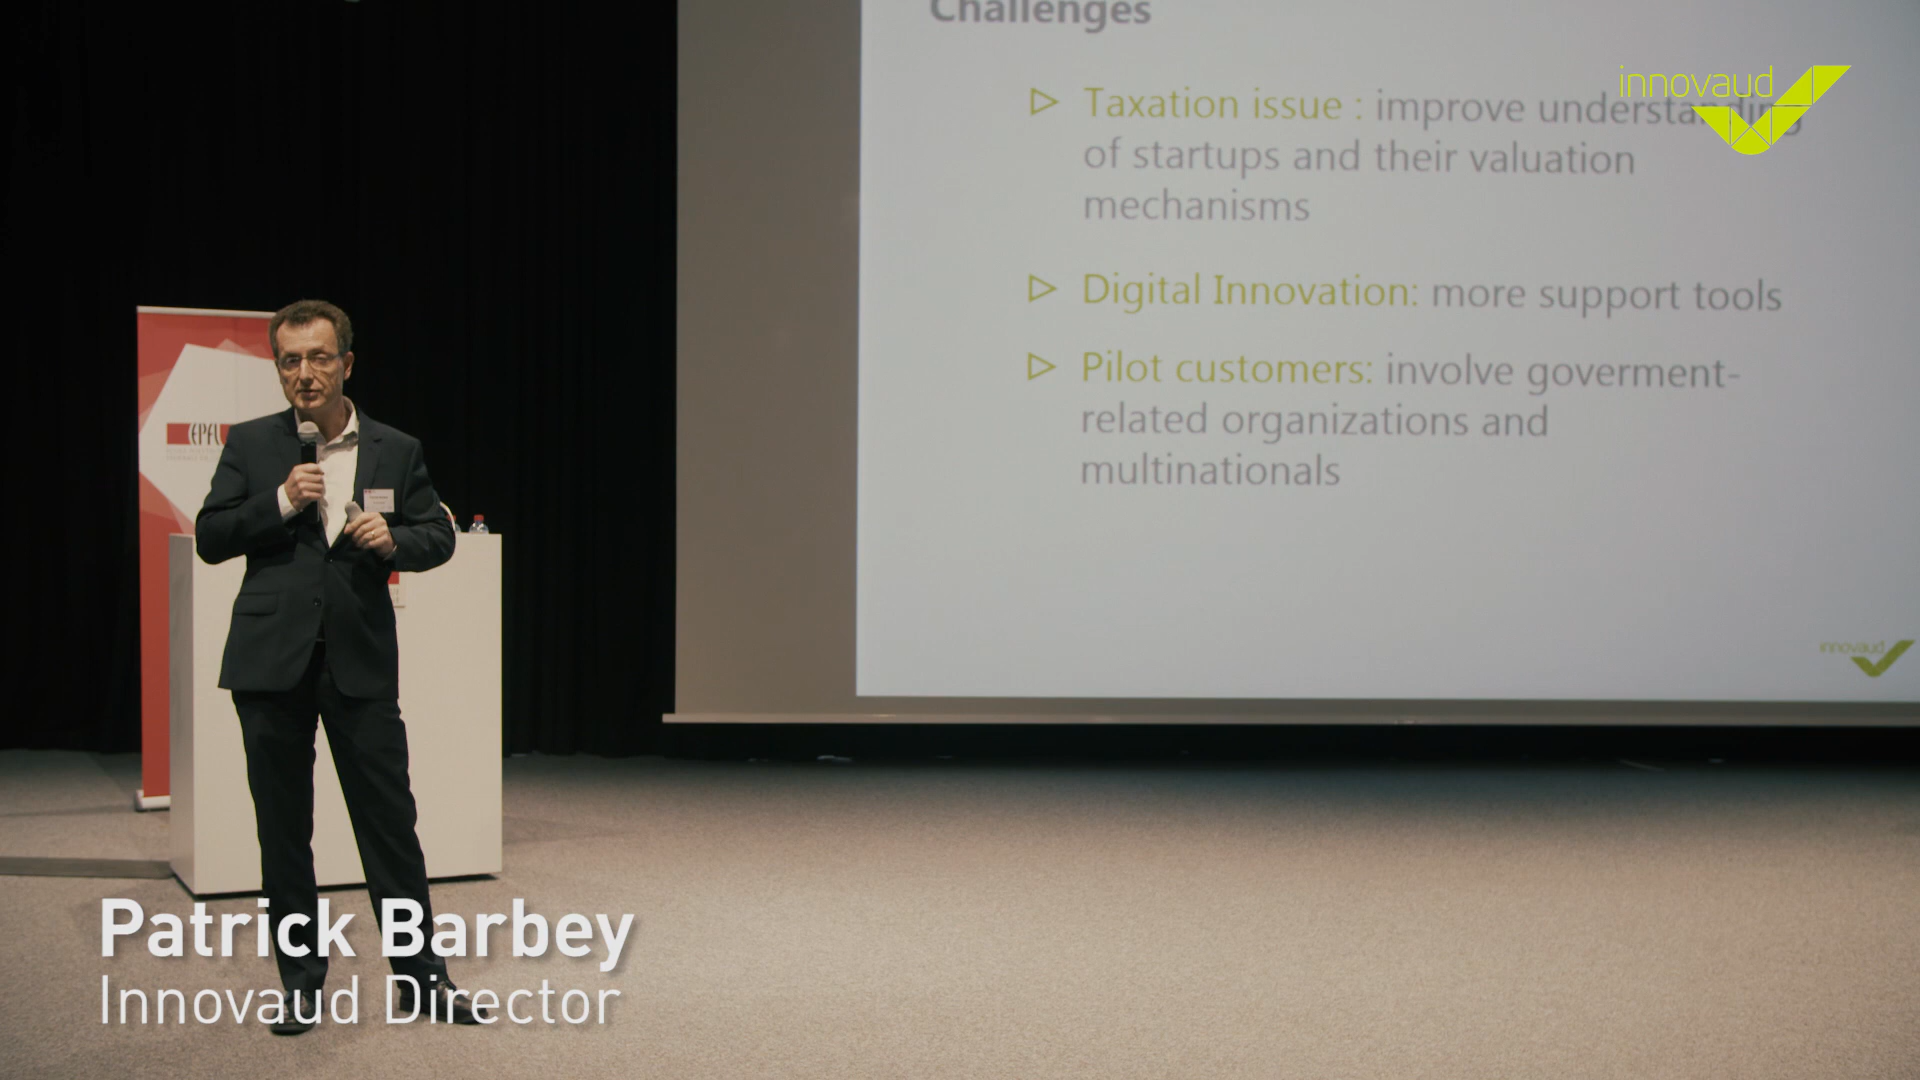 Challenges
innovaud
Taxation issue : improve understanding
of startups and their valuation
mechanisms
Digital Innovation: more support tools
Pilot customers: involve goverment-
related organizations and
multinationals
EPFL
innovaud
Patrick Barbey
Innovaud Director